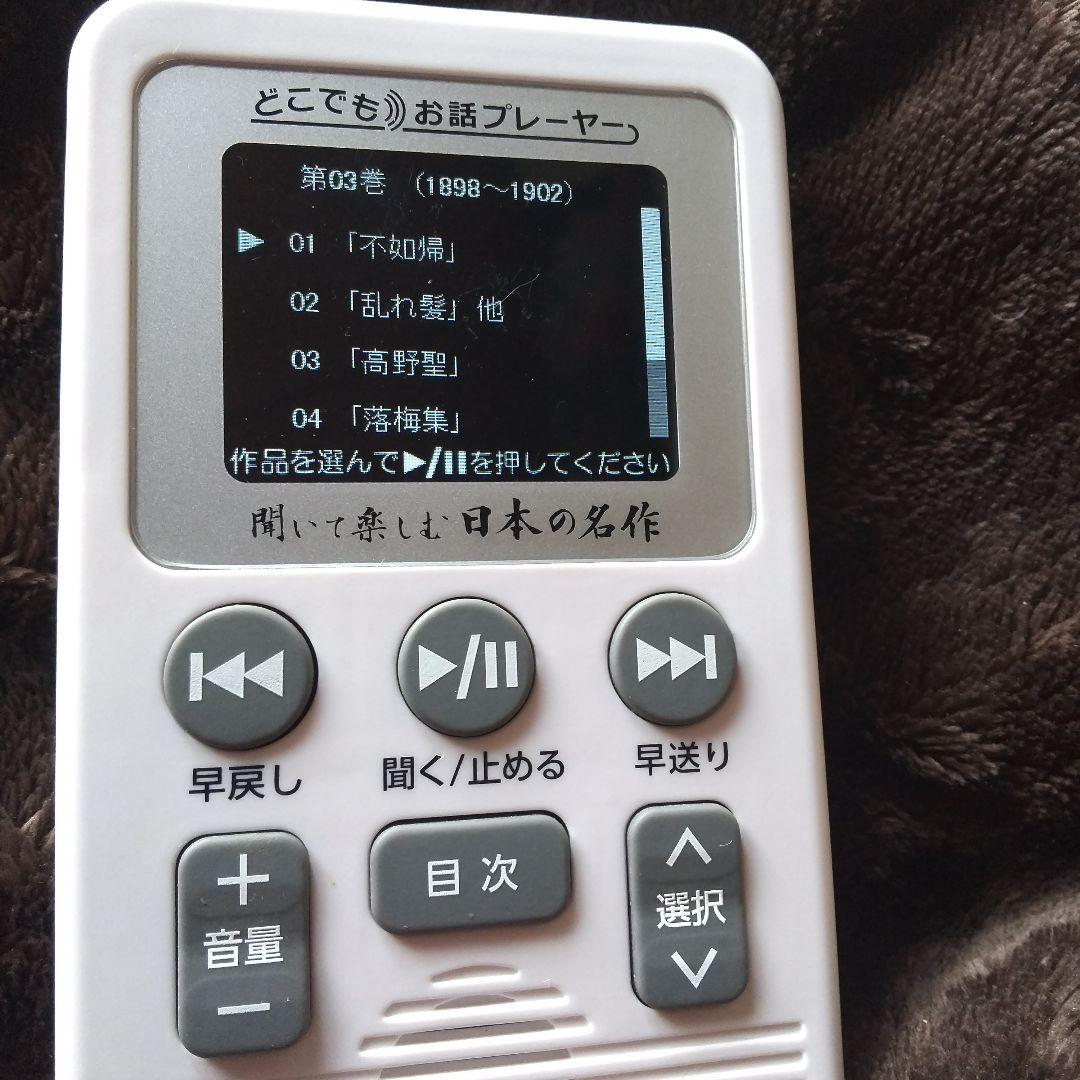 どこでもお話プレーヤー
第03巻 (1898～1902)
▶ 01 「不如帰」
02 「乱れ髪」他
03 「高野聖」
04 「落梅集」
作品を選んで▶/IIを押してください
聞いて楽しむ日本の名作
早戻し
聞く/止める
早送り
＋
音量
－
目次
選択